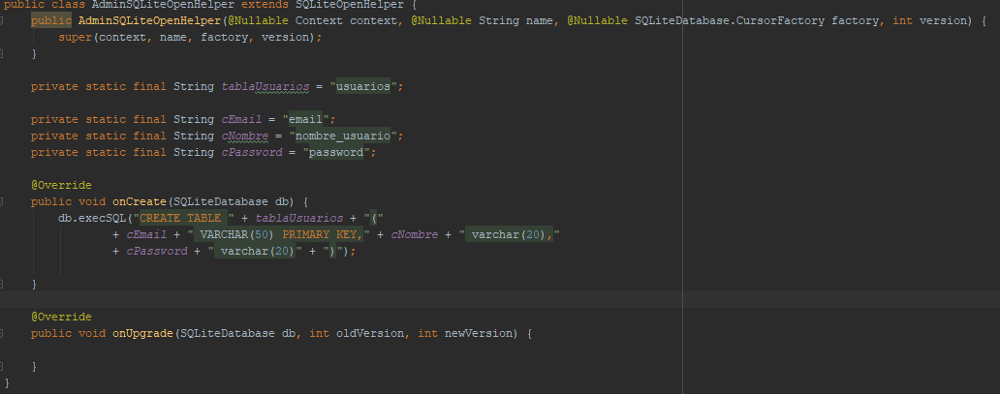 public class AdminSQLiteOpenHelper extends SQLiteOpenHelper {
public AdminSQLiteOpenHelper(@Nullable Context context, @Nullable String name, @Nullable SQLiteDatabase.CursorFactory factory, int version) {
super(context, name, factory, version);
}
private static final String tablaUsuarios = "usuarios";
private static final String cEmail = "email";
private static final String cNombre = "nombre_usuario";
private static final String cPassword = "password";
@Override
public void onCreate(SQLiteDatabase db) {
db.execSQL("CREATE TABLE " + tablaUsuarios + "("
+ cEmail + " VARCHAR(50) PRIMARY KEY," + cNombre + " varchar(20),"
+ cPassword + " varchar(20)" + ")");
}
@Override
public void onUpgrade(SQLiteDatabase db, int oldVersion, int newVersion) {
}
}